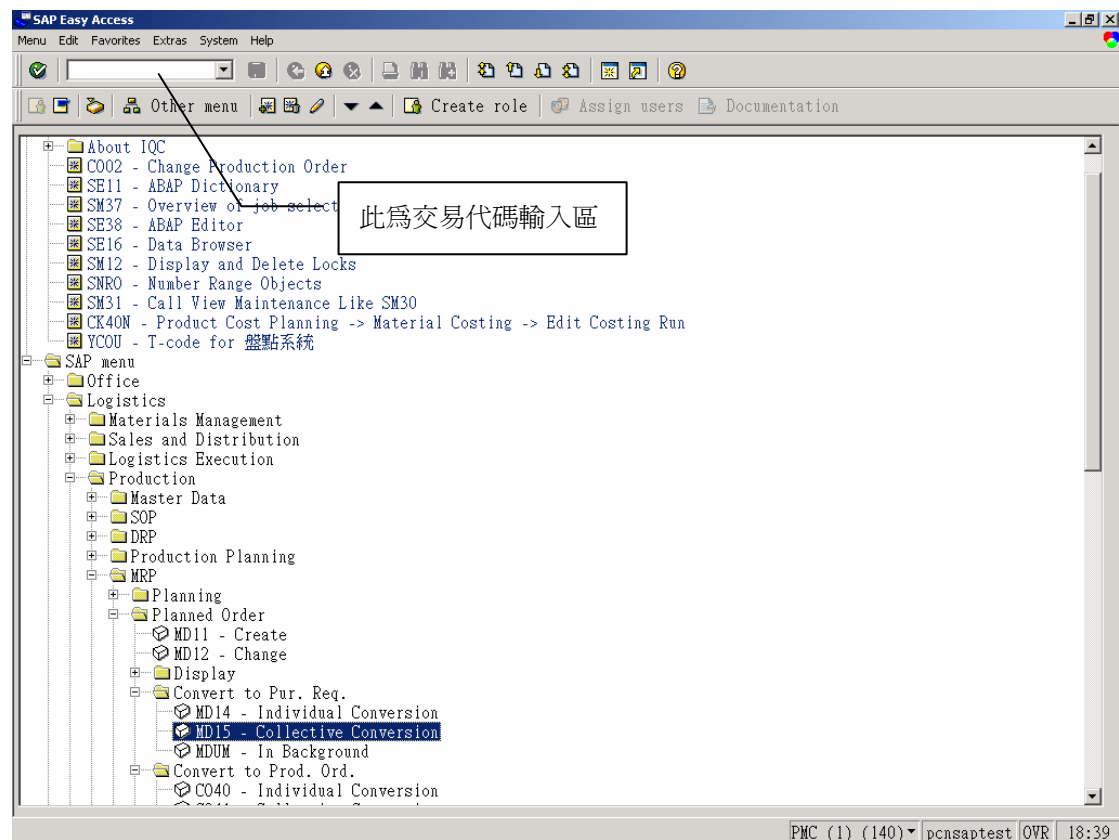 SAP Easy Access
Menu Edit Favorites Extras System Help
Other menu Create role Assign users Documentation
About IQC
CO02 - Change Production Order
SE11 - ABAP Dictionary
SM37 - Overview of job select
此為交易代碼輸入區
SE38 - ABAP Editor
SE16 - Data Browser
SM12 - Display and Delete Locks
SNRO - Number Range Objects
SM31 - Call View Maintenance Like SM30
CK40N - Product Cost Planning -> Material Costing -> Edit Costing Run
YCOU - T-code for 盤點系統
SAP menu
Office
Logistics
Materials Management
Sales and Distribution
Logistics Execution
Production
Master Data
SOP
DRP
Production Planning
MRP
Planning
Planned Order
MD11 - Create
MD12 - Change
Display
Convert to Pur. Req.
MD14 - Individual Conversion
MD15 - Collective Conversion
MDUM - In Background
Convert to Prod. Ord.
CO40 - Individual Conversion
PMC (1) (140) pcnsaptest OVR 18:39